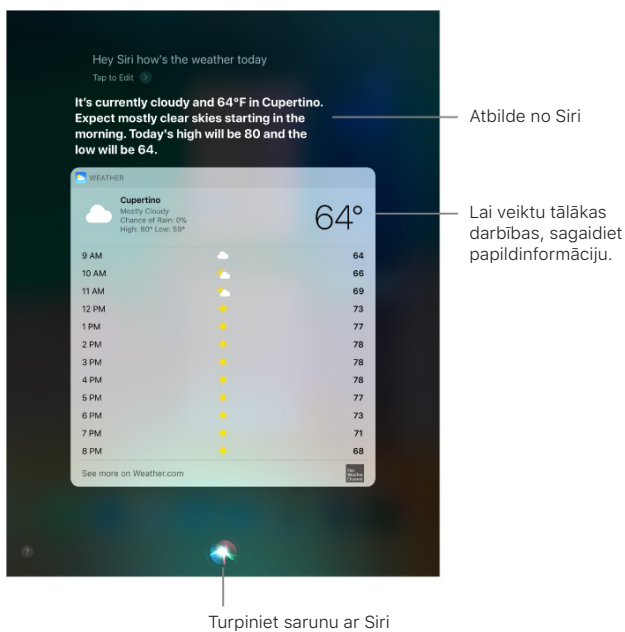 Hey Siri how's the weather today
Tap to Edit
It's currently cloudy and 64°F in Cupertino.
Expect mostly clear skies starting in the
morning. Today's high will be 80 and the
low will be 64.
Atbilde no Siri
WEATHER
Cupertino
Mostly Cloudy
Chance of Rain: 0%
High: 80° Low: 59°
64°
Lai veiktu tālākas
darbības, sagaidiet
papildinformāciju.
9 AM 64
10 AM 66
11 AM 69
12 PM 73
1 PM 77
2 PM 78
3 PM 78
4 PM 78
5 PM 77
6 PM 73
7 PM 71
8 PM 68
See more on Weather.com
The
Weather
Channel
?
Turpiniet sarunu ar Siri